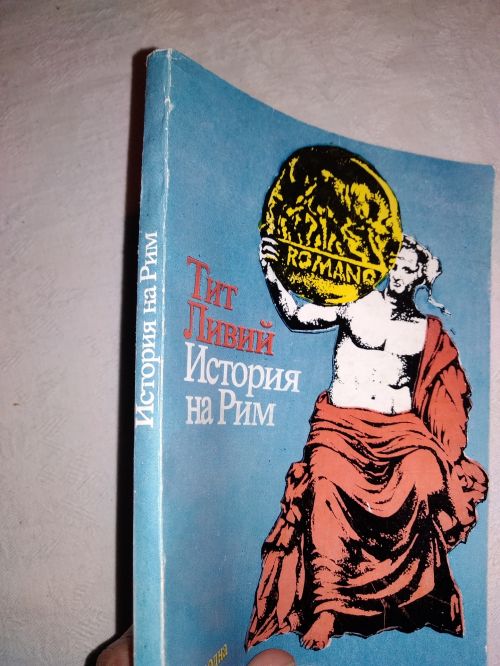 История на Рим
ROMANO
Тит
Ливий
История
на Рим